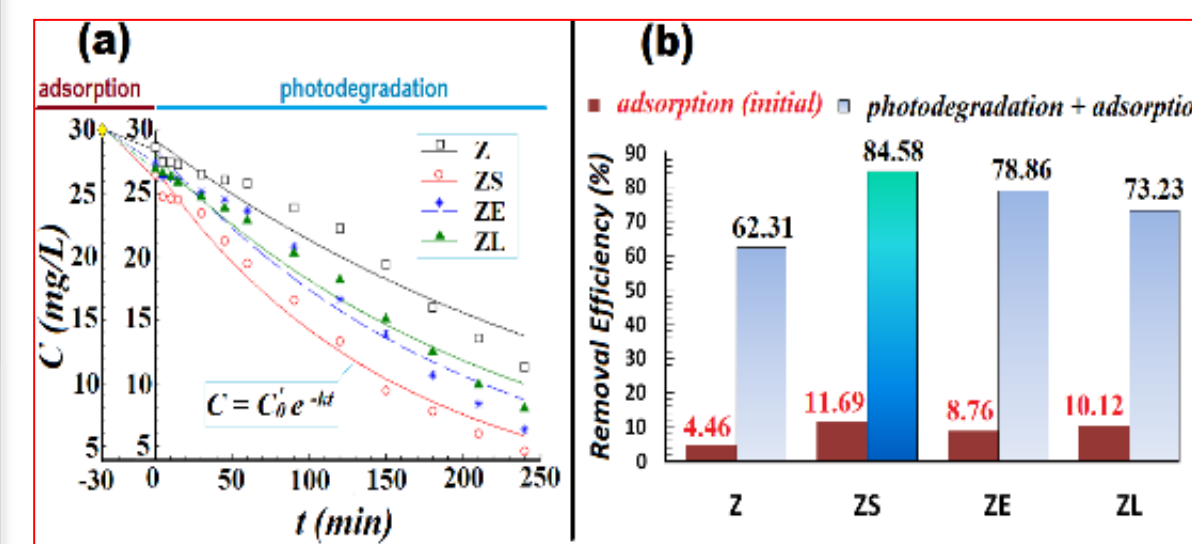 (a)
adsorption
photodegradation
30
25
20
15
10
5
30
25
20
15
10
5
Z
ZS
ZE
ZL
C = C'₀ e ⁻ᵏᵗ
C (mg/L)
-30 0 50 100 150 200 250
t (min)
(b)
adsorption (initial) photodegradation + adsorptio
Removal Efficiency (%)
90
80
70
60
50
40
30
20
10
0
4.46
62.31
11.69
84.58
8.76
78.86
10.12
73.23
Z ZS ZE ZL